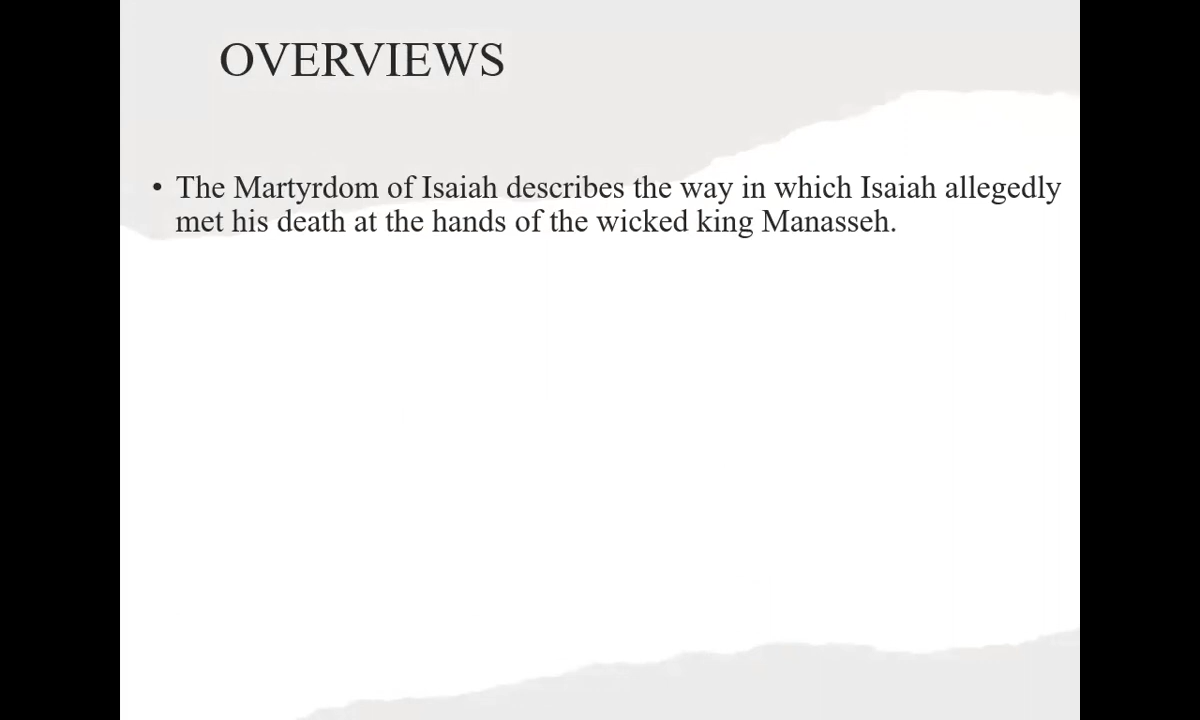 OVERVIEWS
• The Martyrdom of Isaiah describes the way in which Isaiah allegedly
met his death at the hands of the wicked king Manasseh.